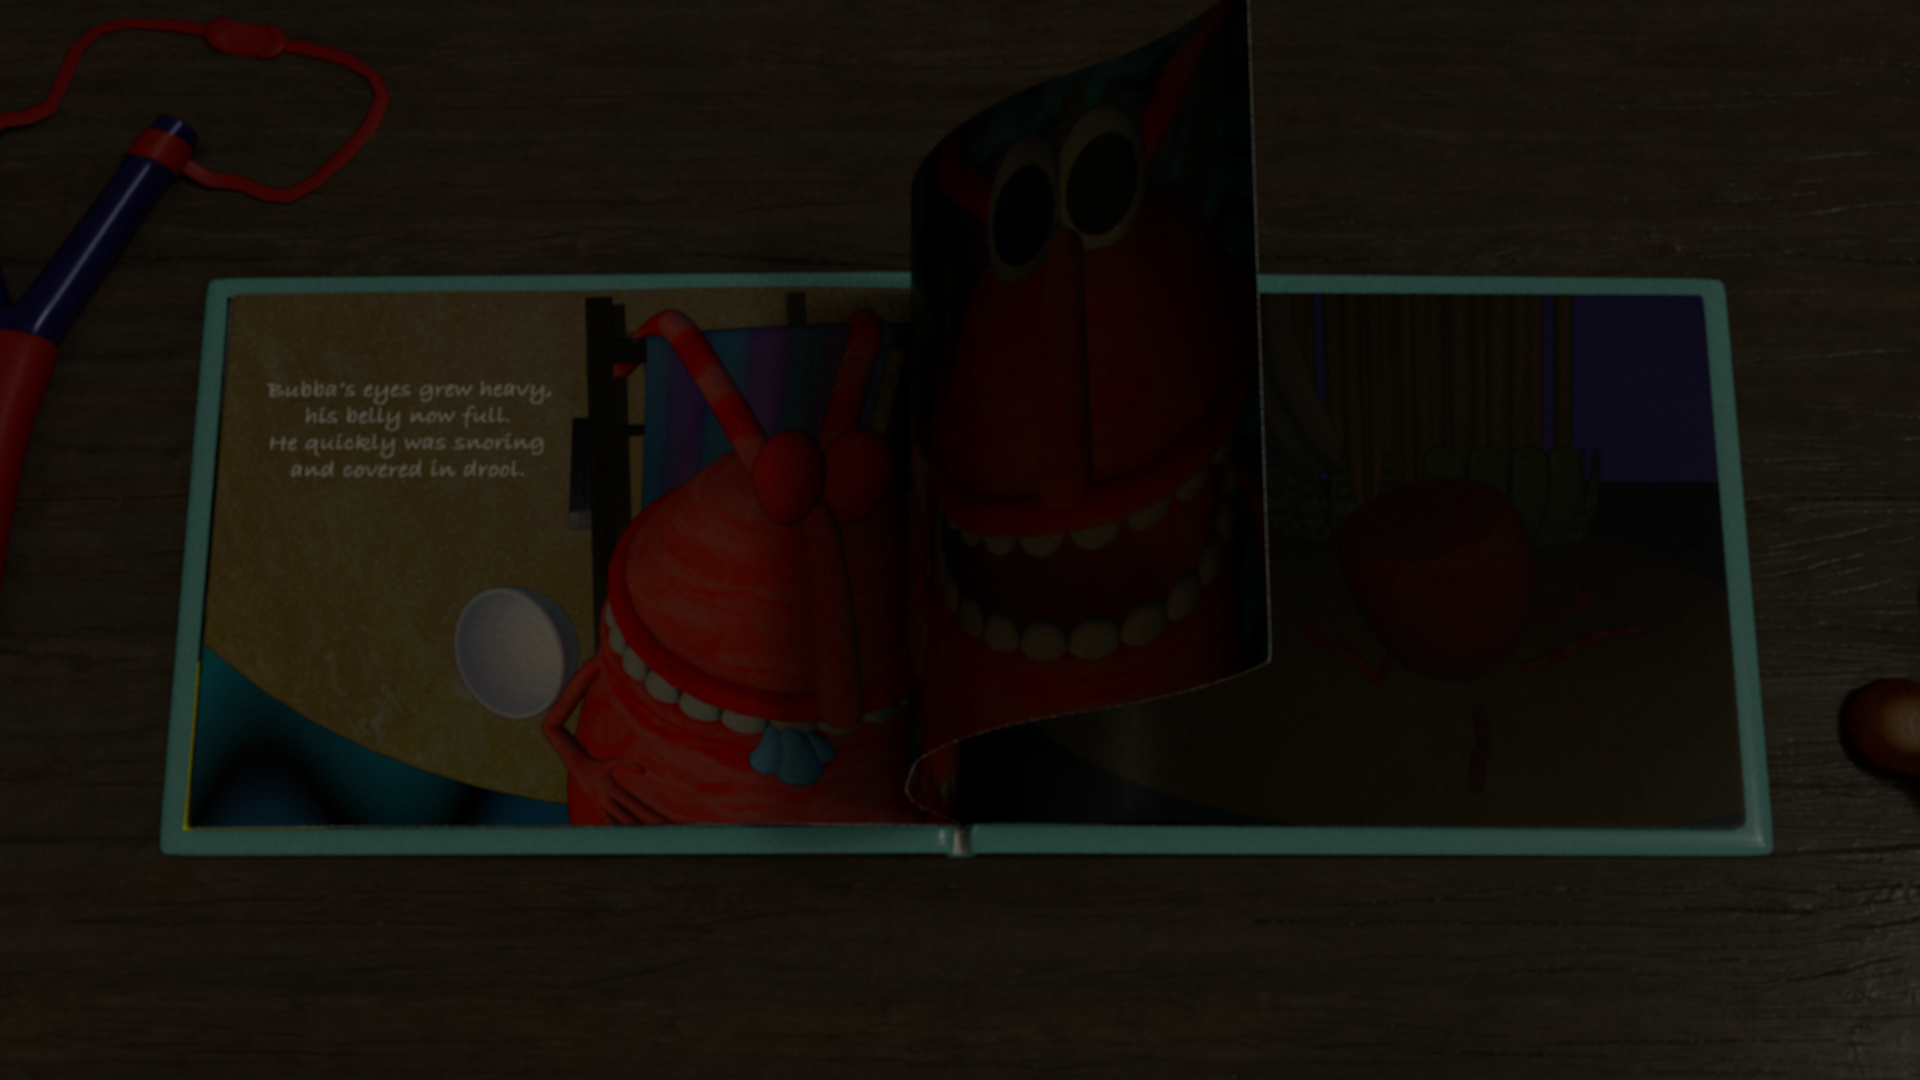 Bubba's eyes grew heavy,
his belly now full.
He quickly was snoring
and covered in drool.